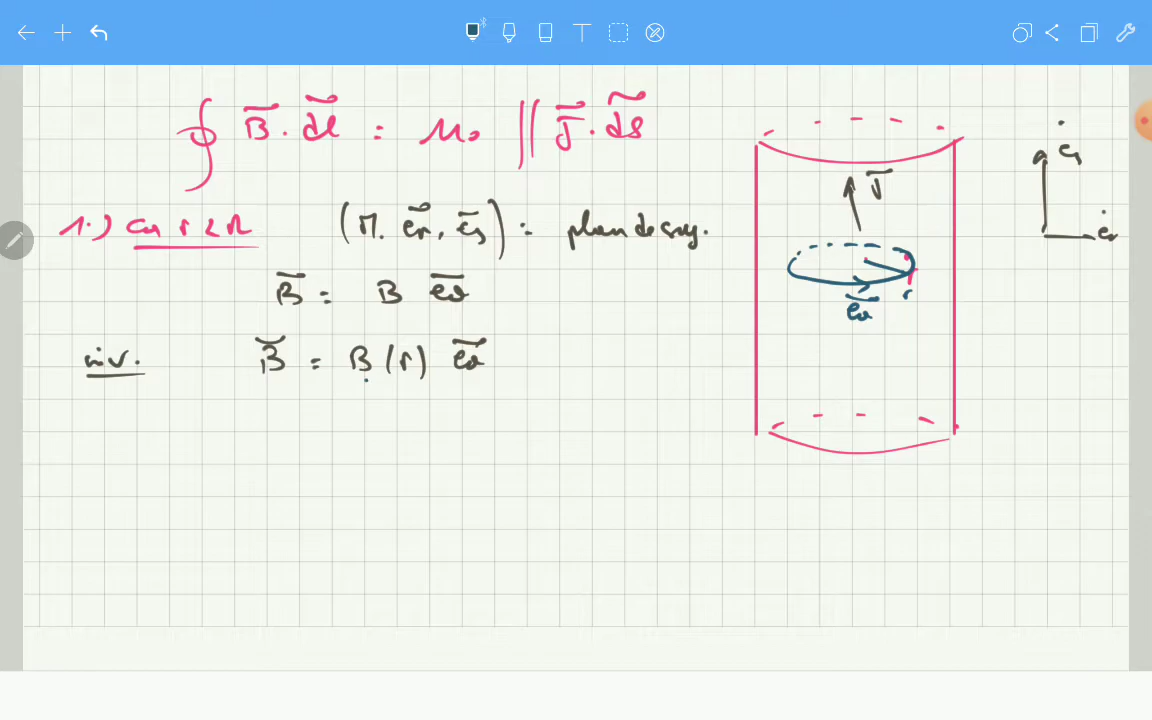 ∮ B⃗ . dl⃗ = μ₀ ∬ J⃗ . dS⃗
1.) Cas r < R (M, e⃗r, e⃗z) = plan de sym.
B⃗ = B e⃗θ
inv. B⃗ = B(r) e⃗θ
J⃗
e⃗z
e⃗r
r
e⃗θ